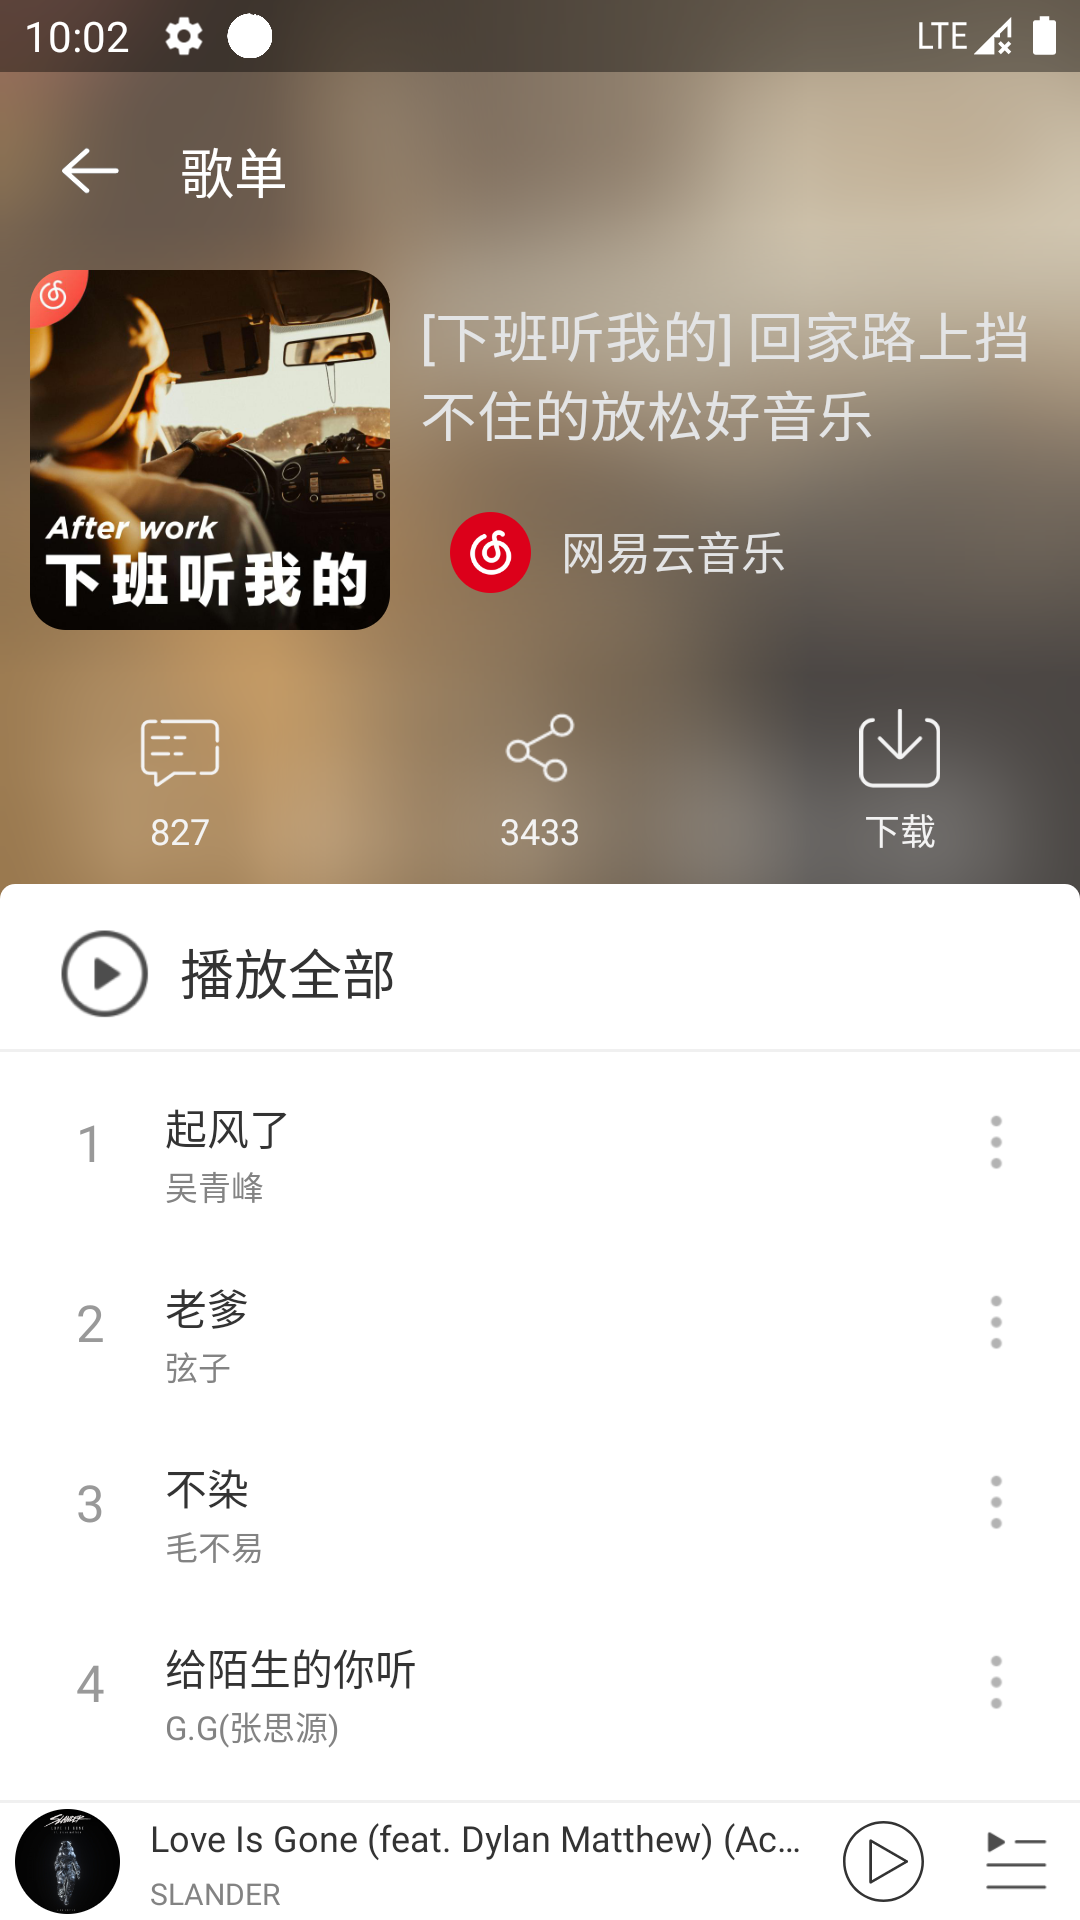 10:02
LTE
歌单
[下班听我的] 回家路上挡
不住的放松好音乐
After work
下班听我的
网易云音乐
827
3433
下载
播放全部
1
起风了
吴青峰
2
老爹
弦子
3
不染
毛不易
4
给陌生的你听
G.G(张思源)
SLANDER
Love Is Gone (feat. Dylan Matthew) (Ac...
SLANDER